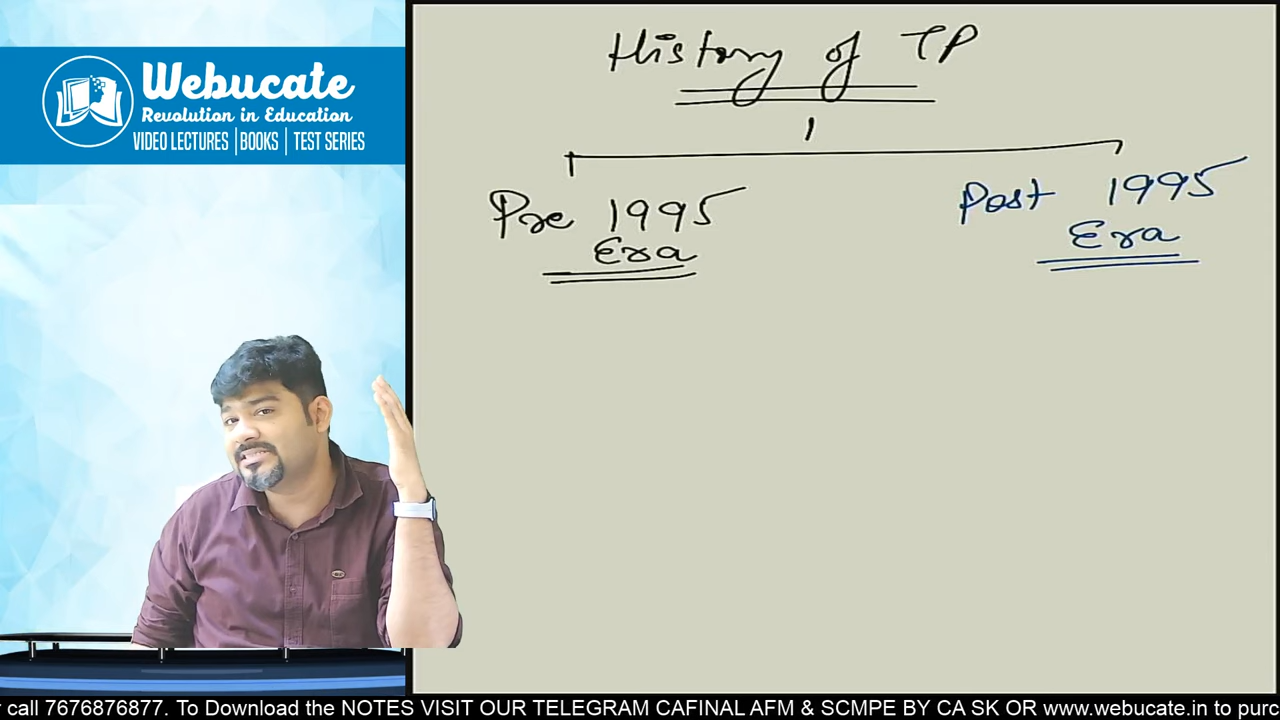 Webucate
Revolution in Education
VIDEO LECTURES | BOOKS | TEST SERIES
History of TP
Pre 1995
Era
Post 1995
Era
call 7676876877. To Download the NOTES VISIT OUR TELEGRAM CAFINAL AFM & SCMPE BY CA SK OR www.webucate.in to purc